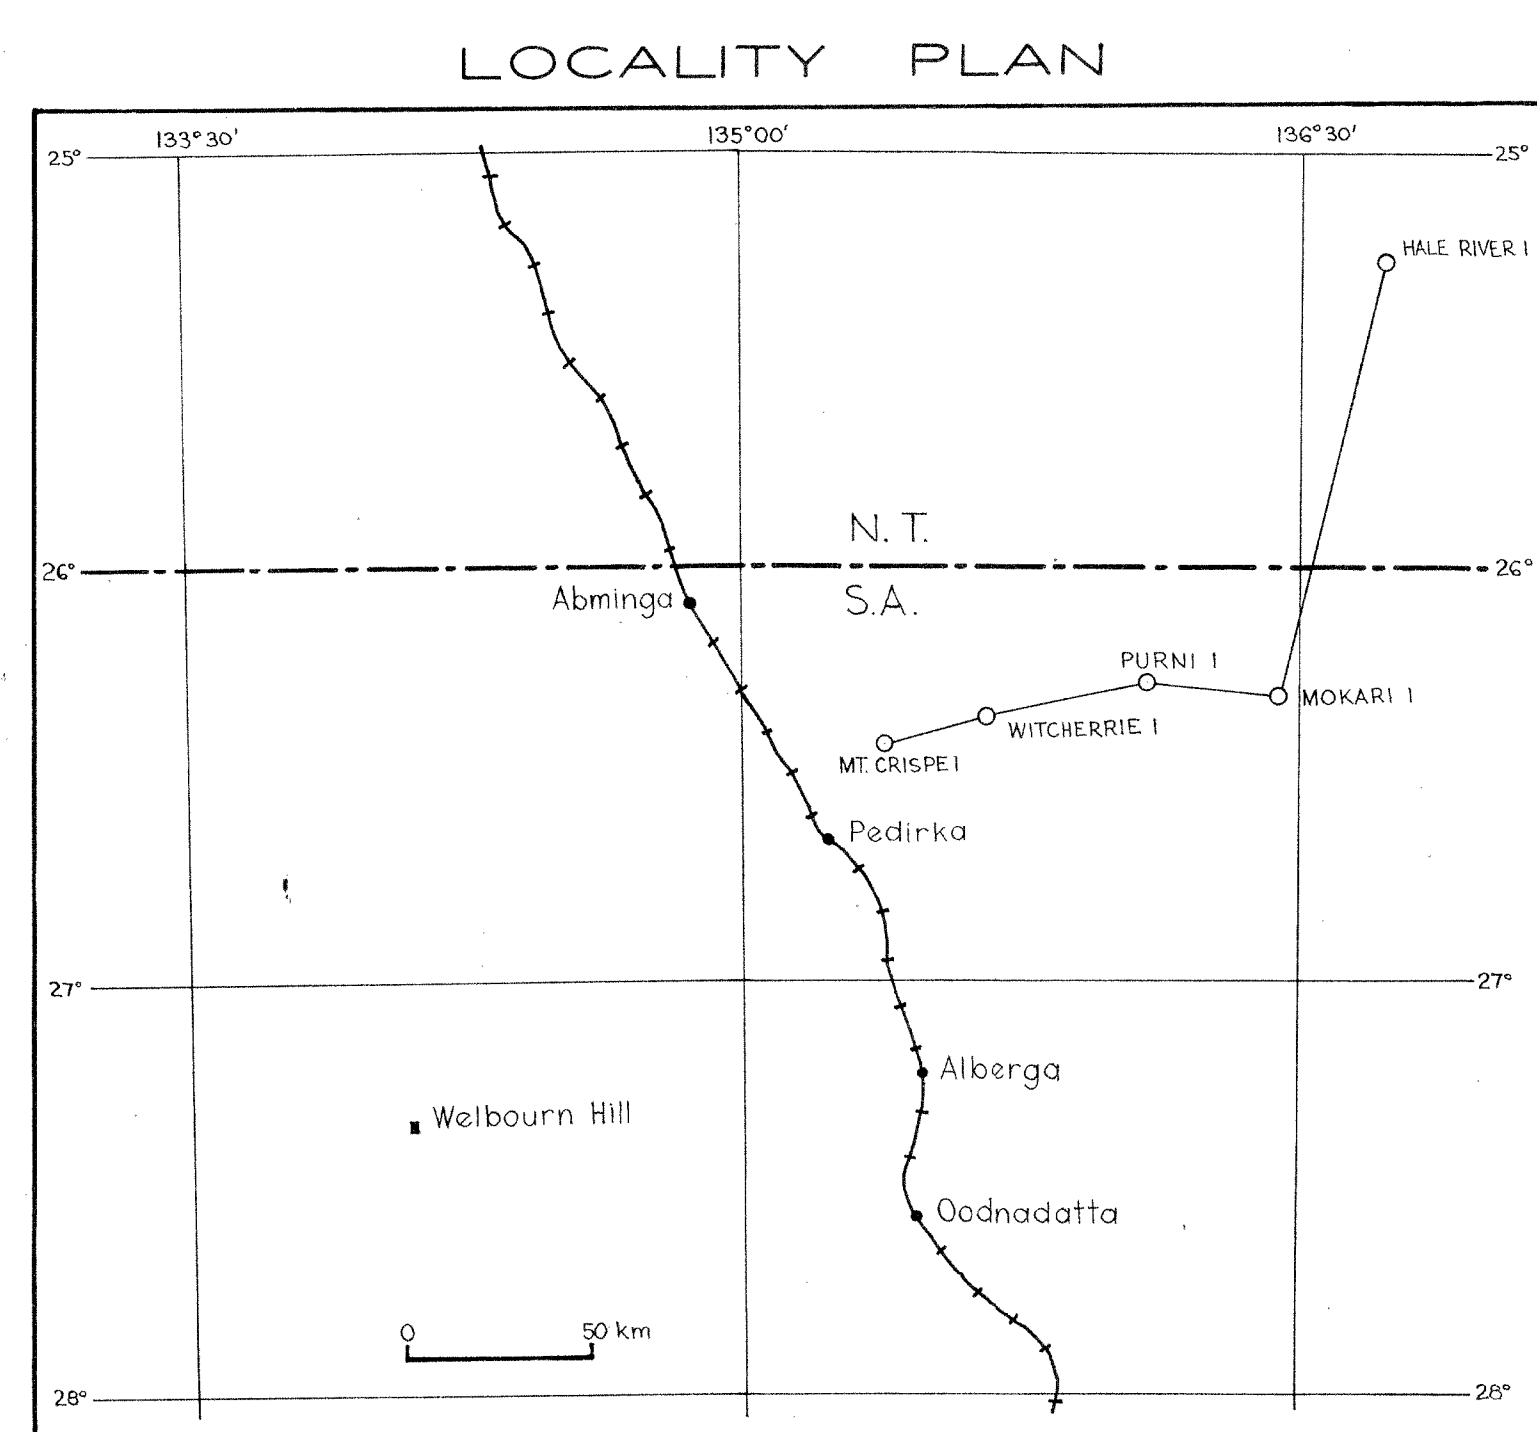 LOCALITY PLAN
133°30' 135°00' 136°30'
25° 25°
HALE RIVER 1
N. T.
26° 26°
Abminga S.A.
PURNI 1
MOKARI 1
WITCHERRIE 1
MT. CRISPE 1
Pedirka
27° 27°
Alberga
Welbourn Hill
Oodnadatta
0 50 km
28° 28°